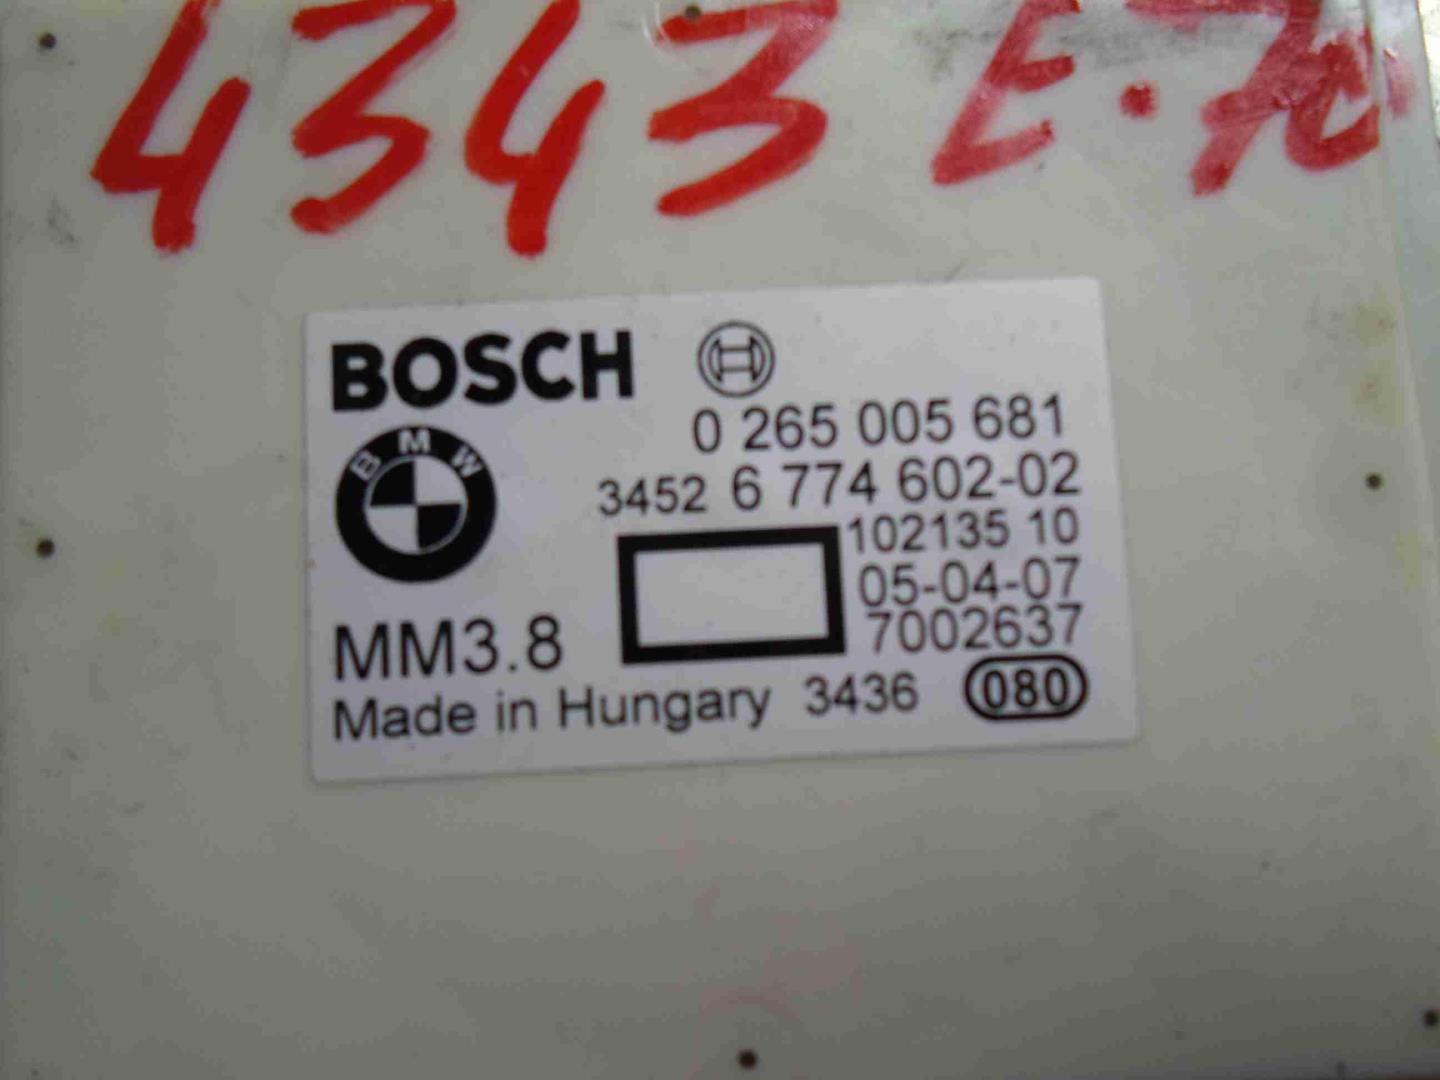 4343 E.70
BOSCH
0 265 005 681
BMW
3452 6 774 602-02
102135 10
05-04-07
7002637
MM3.8
Made in Hungary 3436 080